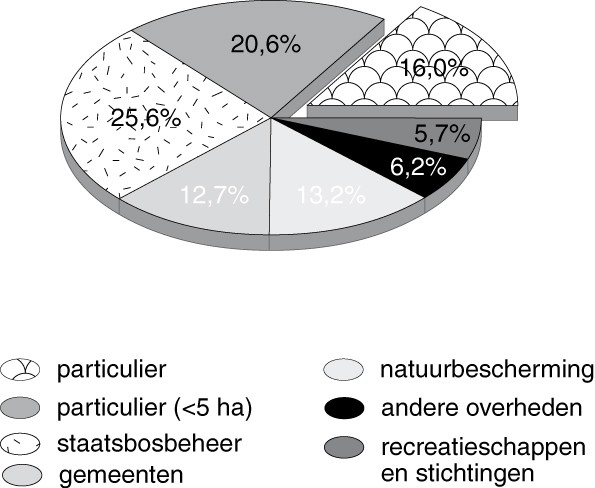 20,6%
16,0%
25,6%
5,7%
6,2%
12,7%
13,2%
particulier
particulier (<5 ha)
staatsbosbeheer
gemeenten
natuurbescherming
andere overheden
recreatieschappen
en stichtingen